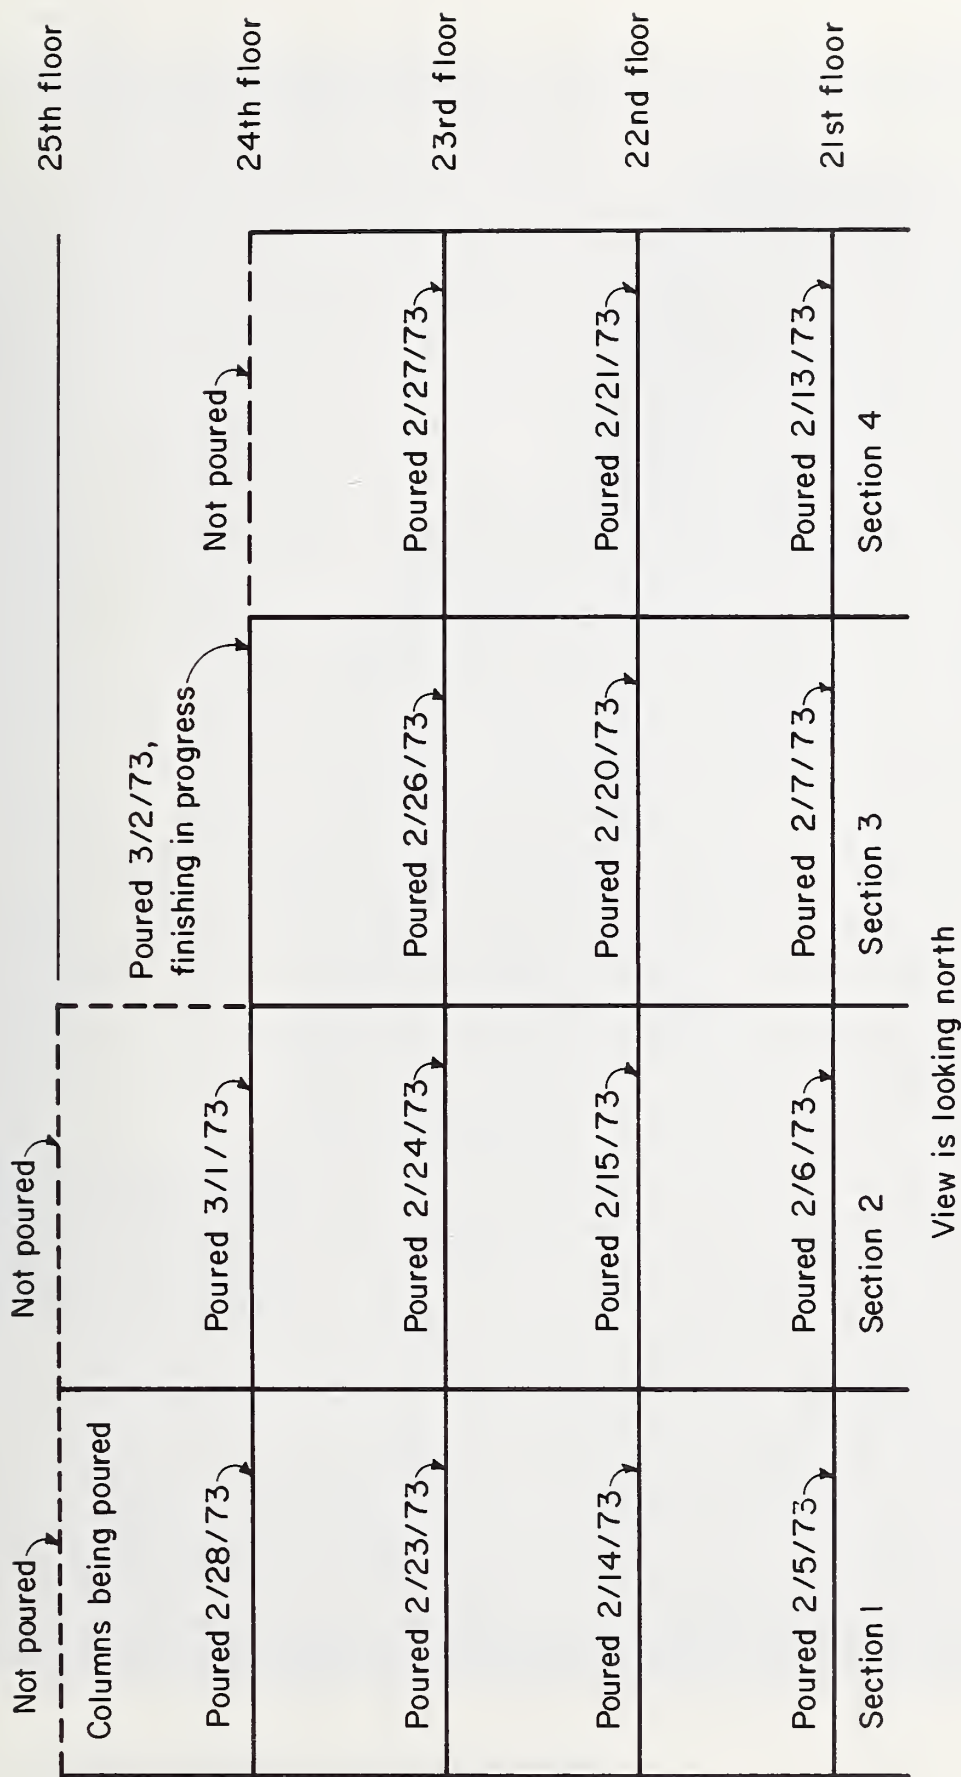 Not poured
Not poured
25th floor
Columns being poured
Poured 3/2/73,
finishing in progress
Not poured
Poured 2/28/73
Poured 3/1/73
24th floor
Poured 2/23/73
Poured 2/24/73
Poured 2/26/73
Poured 2/27/73
23rd floor
Poured 2/14/73
Poured 2/15/73
Poured 2/20/73
Poured 2/21/73
22nd floor
Poured 2/5/73
Poured 2/6/73
Poured 2/7/73
Poured 2/13/73
21st floor
Section 1
Section 2
Section 3
Section 4
View is looking north